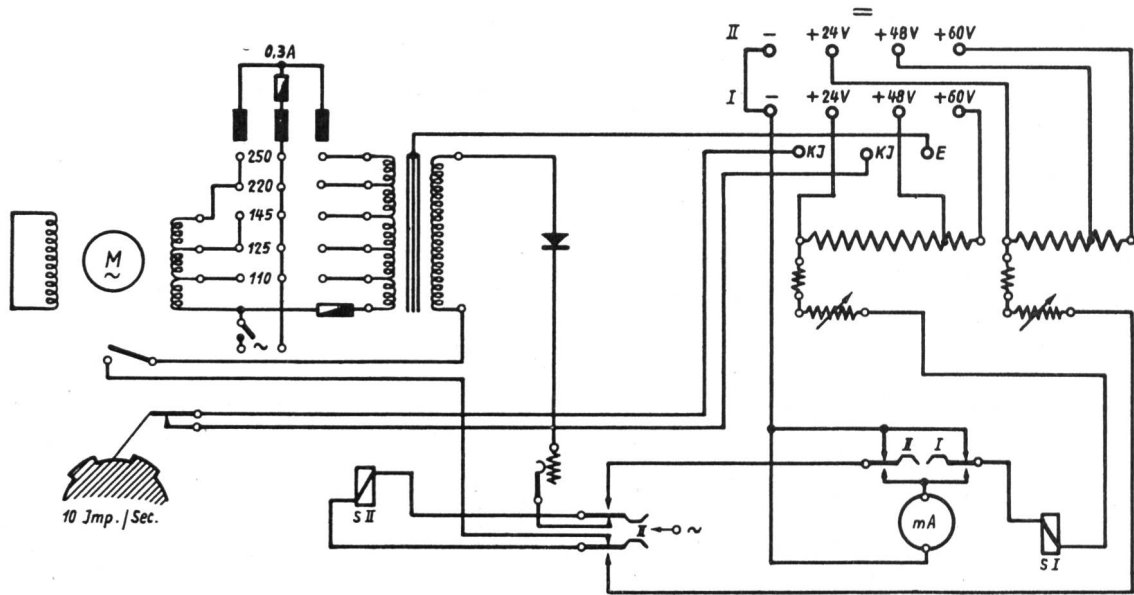 =
II - +24V +48V +60V
0,3A
I - +24V +48V +60V
KJ KJ E
250
220
145
125
110
M
~
~
10 Jmp./Sec.
S II
II ~
II I
mA
S I